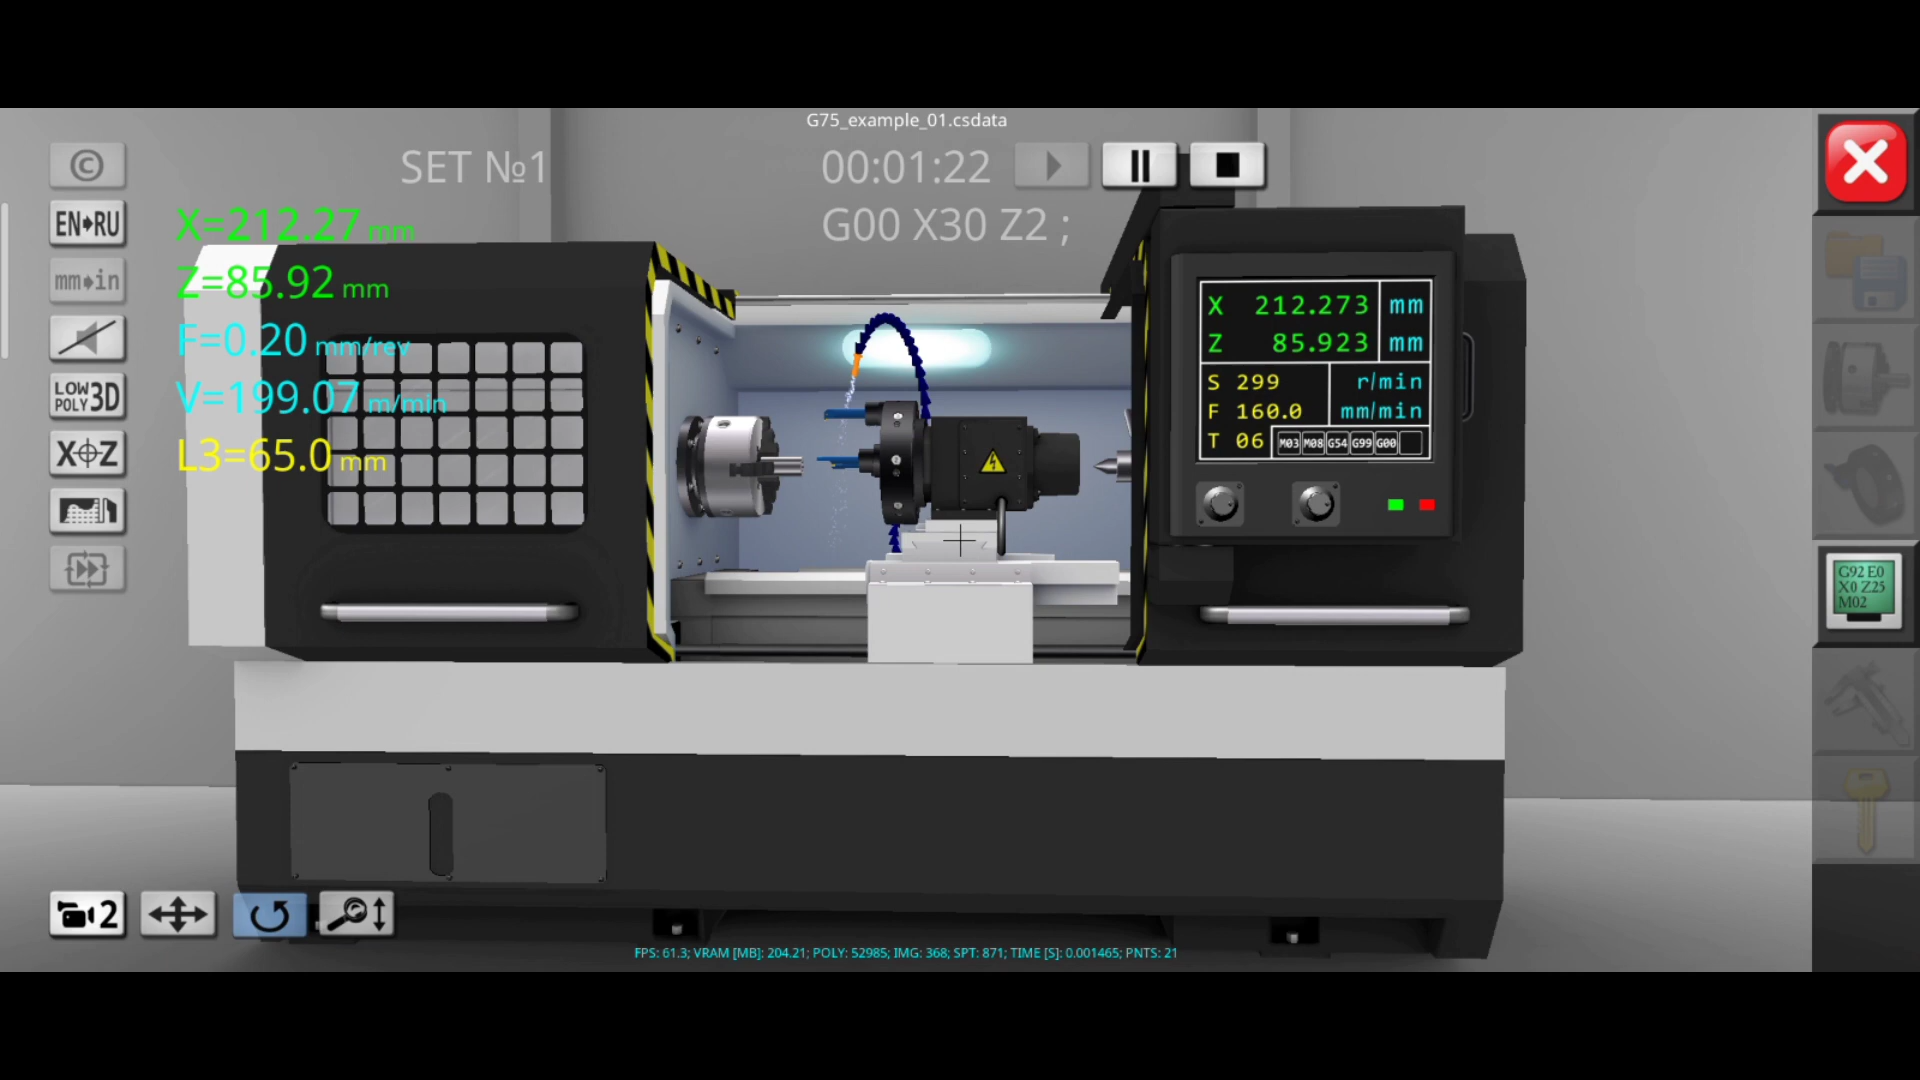 G75_example_01.csdata
©
SET №1
00:01:22
EN➧RU
X=212.27 mm
G00 X30 Z2 ;
mm➧in
Z=85.92 mm
F=0.20 mm/rev
LOW POLY 3D
V=199.07 m/min
X Z
L3=65.0 mm
X 212.273 mm
Z 85.923 mm
S 299 r/min
F 160.0 mm/min
T 06 M03 M08 G54 G99 G00
G92 E0
X0 Z25
M02
2
FPS: 61.3; VRAM [MB]: 204.21; POLY: 52985; IMG: 368; SPT: 871; TIME [S]: 0.001465; PNTS: 21